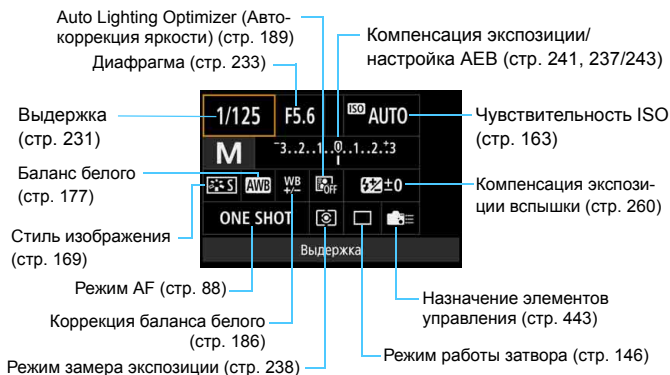 Auto Lighting Optimizer (Авто-
коррекция яркости) (стр. 189)
Диафрагма (стр. 233)
Компенсация экспозиции/
настройка AEB (стр. 241, 237/243)
Выдержка
(стр. 231)
Чувствительность ISO
(стр. 163)
Баланс белого
(стр. 177)
Компенсация экспози-
ции вспышки (стр. 260)
Стиль изображения
(стр. 169)
1/125 F5.6 ISO AUTO
M -3..2..1..0..1..2..+3
S AWB WB +/- OFF ±0
ONE SHOT
Выдержка
Режим AF (стр. 88)
Назначение элементов
управления (стр. 443)
Коррекция баланса белого
(стр. 186)
Режим работы затвора (стр. 146)
Режим замера экспозиции (стр. 238)